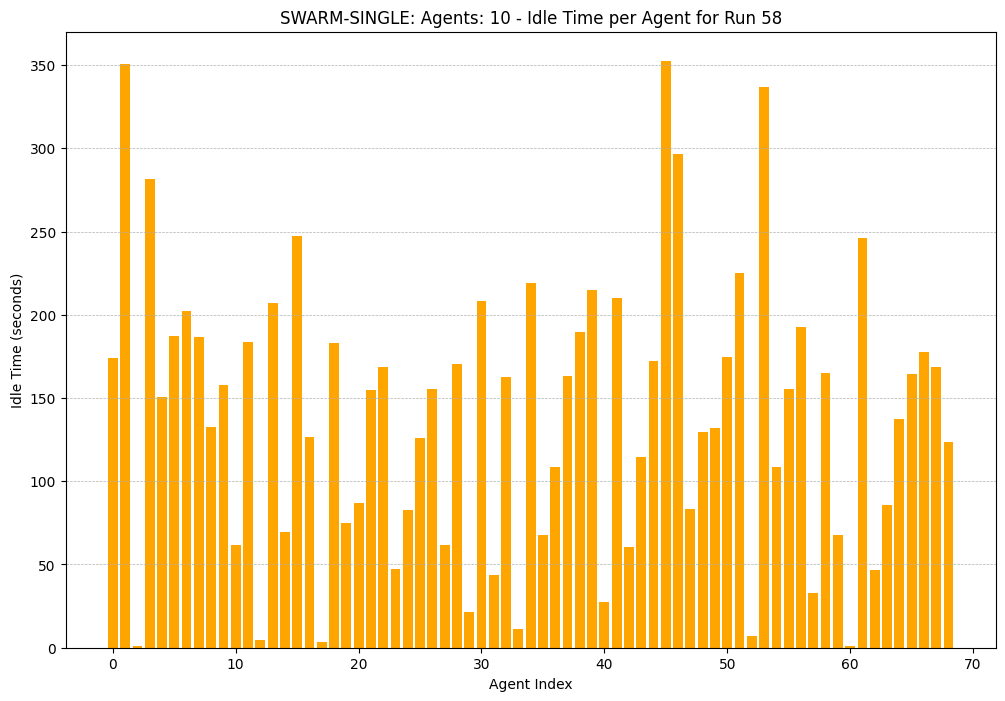 SWARM-SINGLE: Agents: 10 - Idle Time per Agent for Run 58
Idle Time (seconds)
350
300
250
200
150
100
50
0
0 10 20 30 40 50 60 70
Agent Index